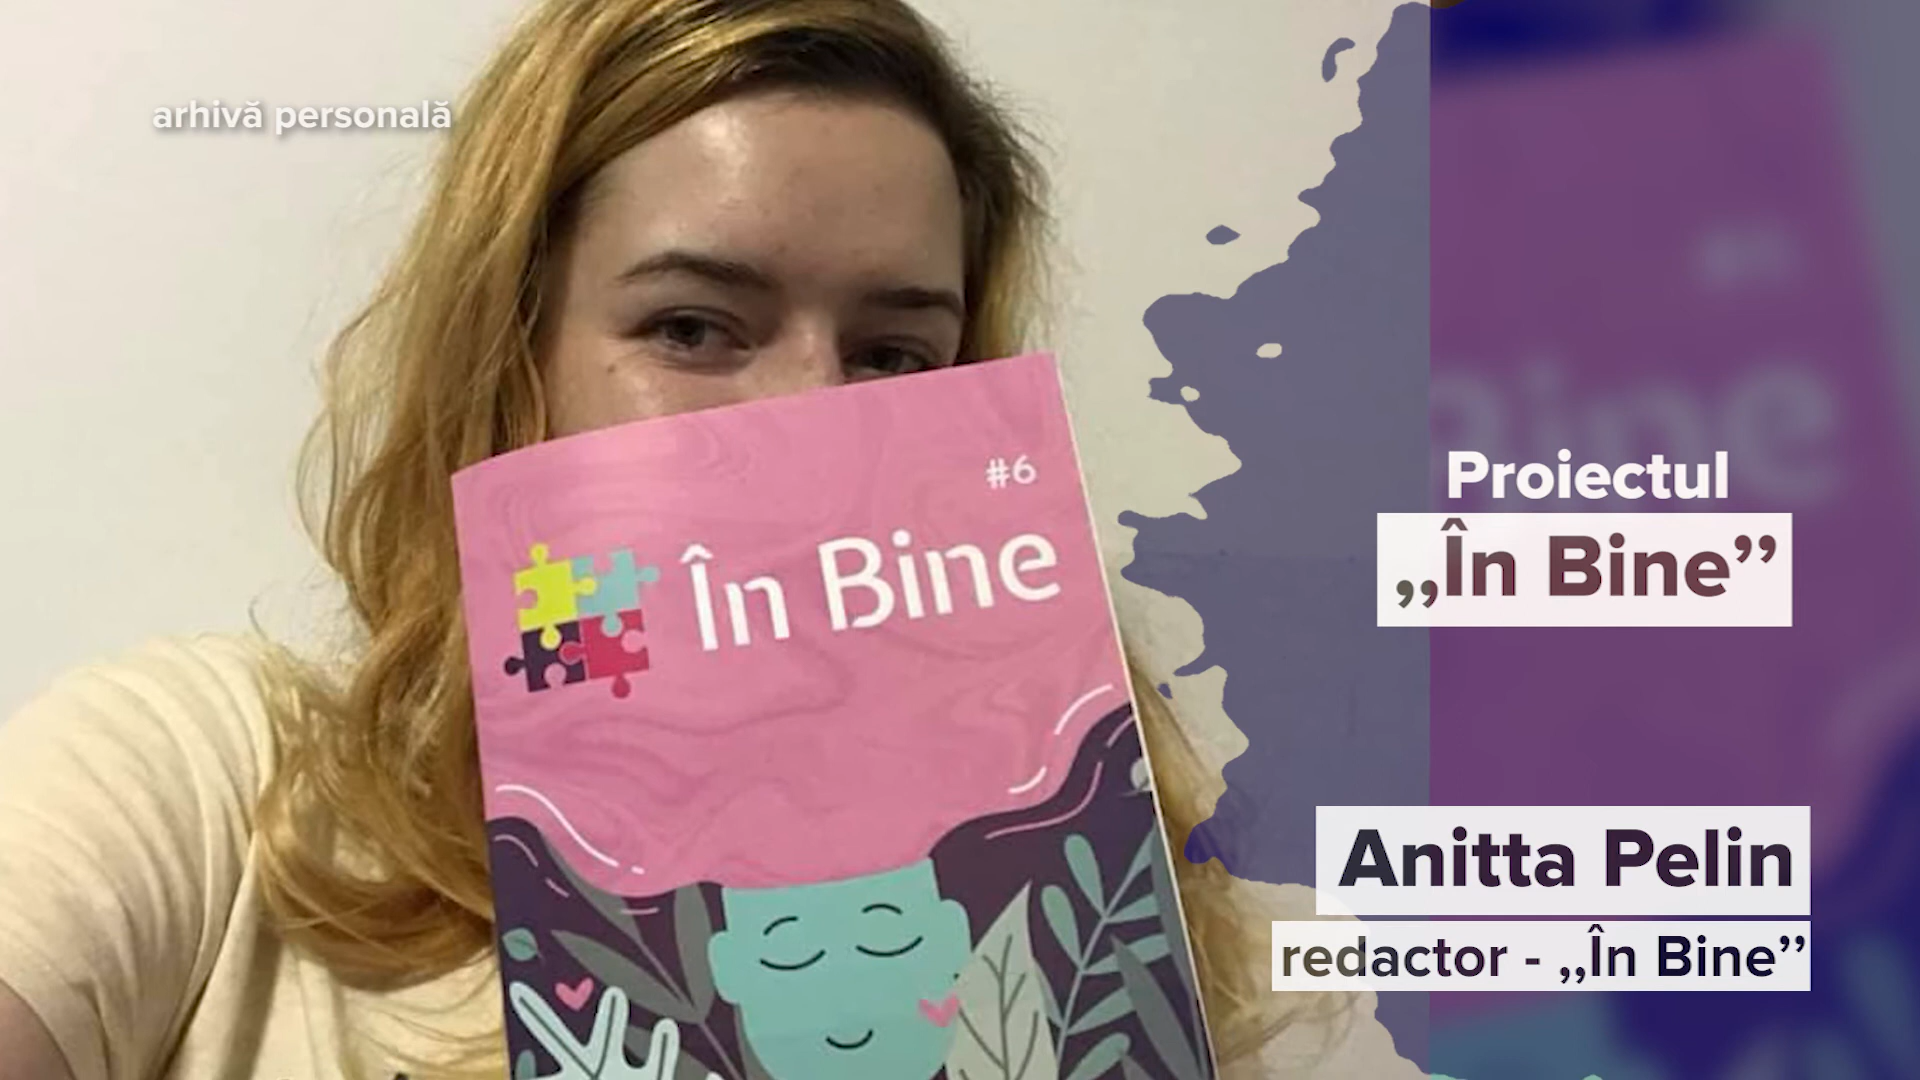 arhivă personală
#6
În Bine
Proiectul
,,În Bine’’
Anitta Pelin
redactor - ,,În Bine’’